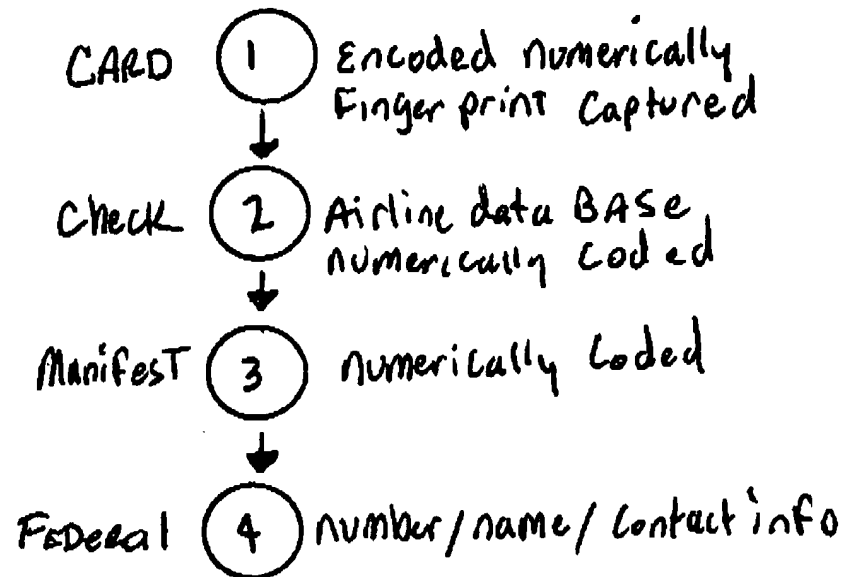 CARD 1 Encoded numerically
Finger print Captured
Check 2 Airline data BASE
numerically Coded
ManifesT 3 numerically Coded
FEDeRal 4 number/name/Contact info